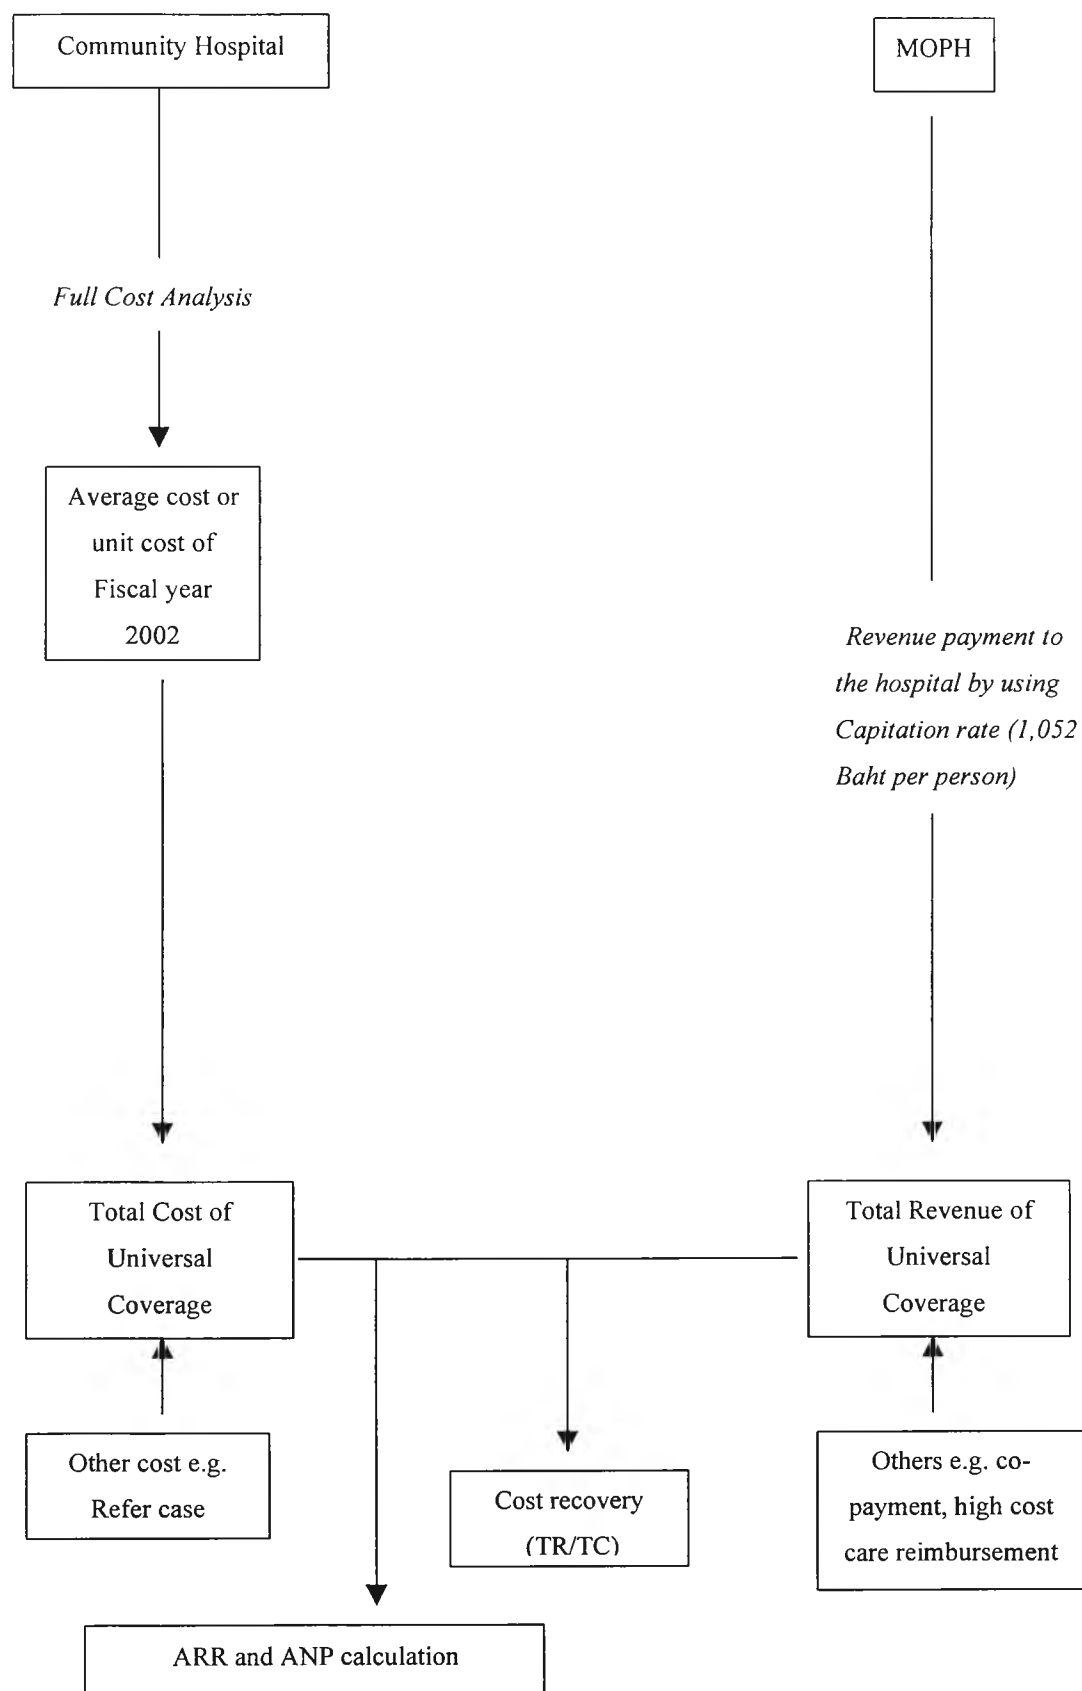 Community Hospital
MOPH
Full Cost Analysis
Average cost or
unit cost of
Fiscal year
2002
Revenue payment to
the hospital by using
Capitation rate (1,052
Baht per person)
Total Cost of
Universal
Coverage
Total Revenue of
Universal
Coverage
Other cost e.g.
Refer case
Cost recovery
(TR/TC)
Others e.g. co-
payment, high cost
care reimbursement
ARR and ANP calculation